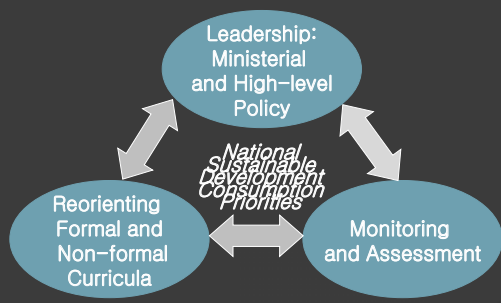 Leadership:
Ministerial
and High-level
Policy
National
Sustainable
Development
Consumption
Priorities
Reorienting
Formal and
Non-formal
Curricula
Monitoring
and Assessment